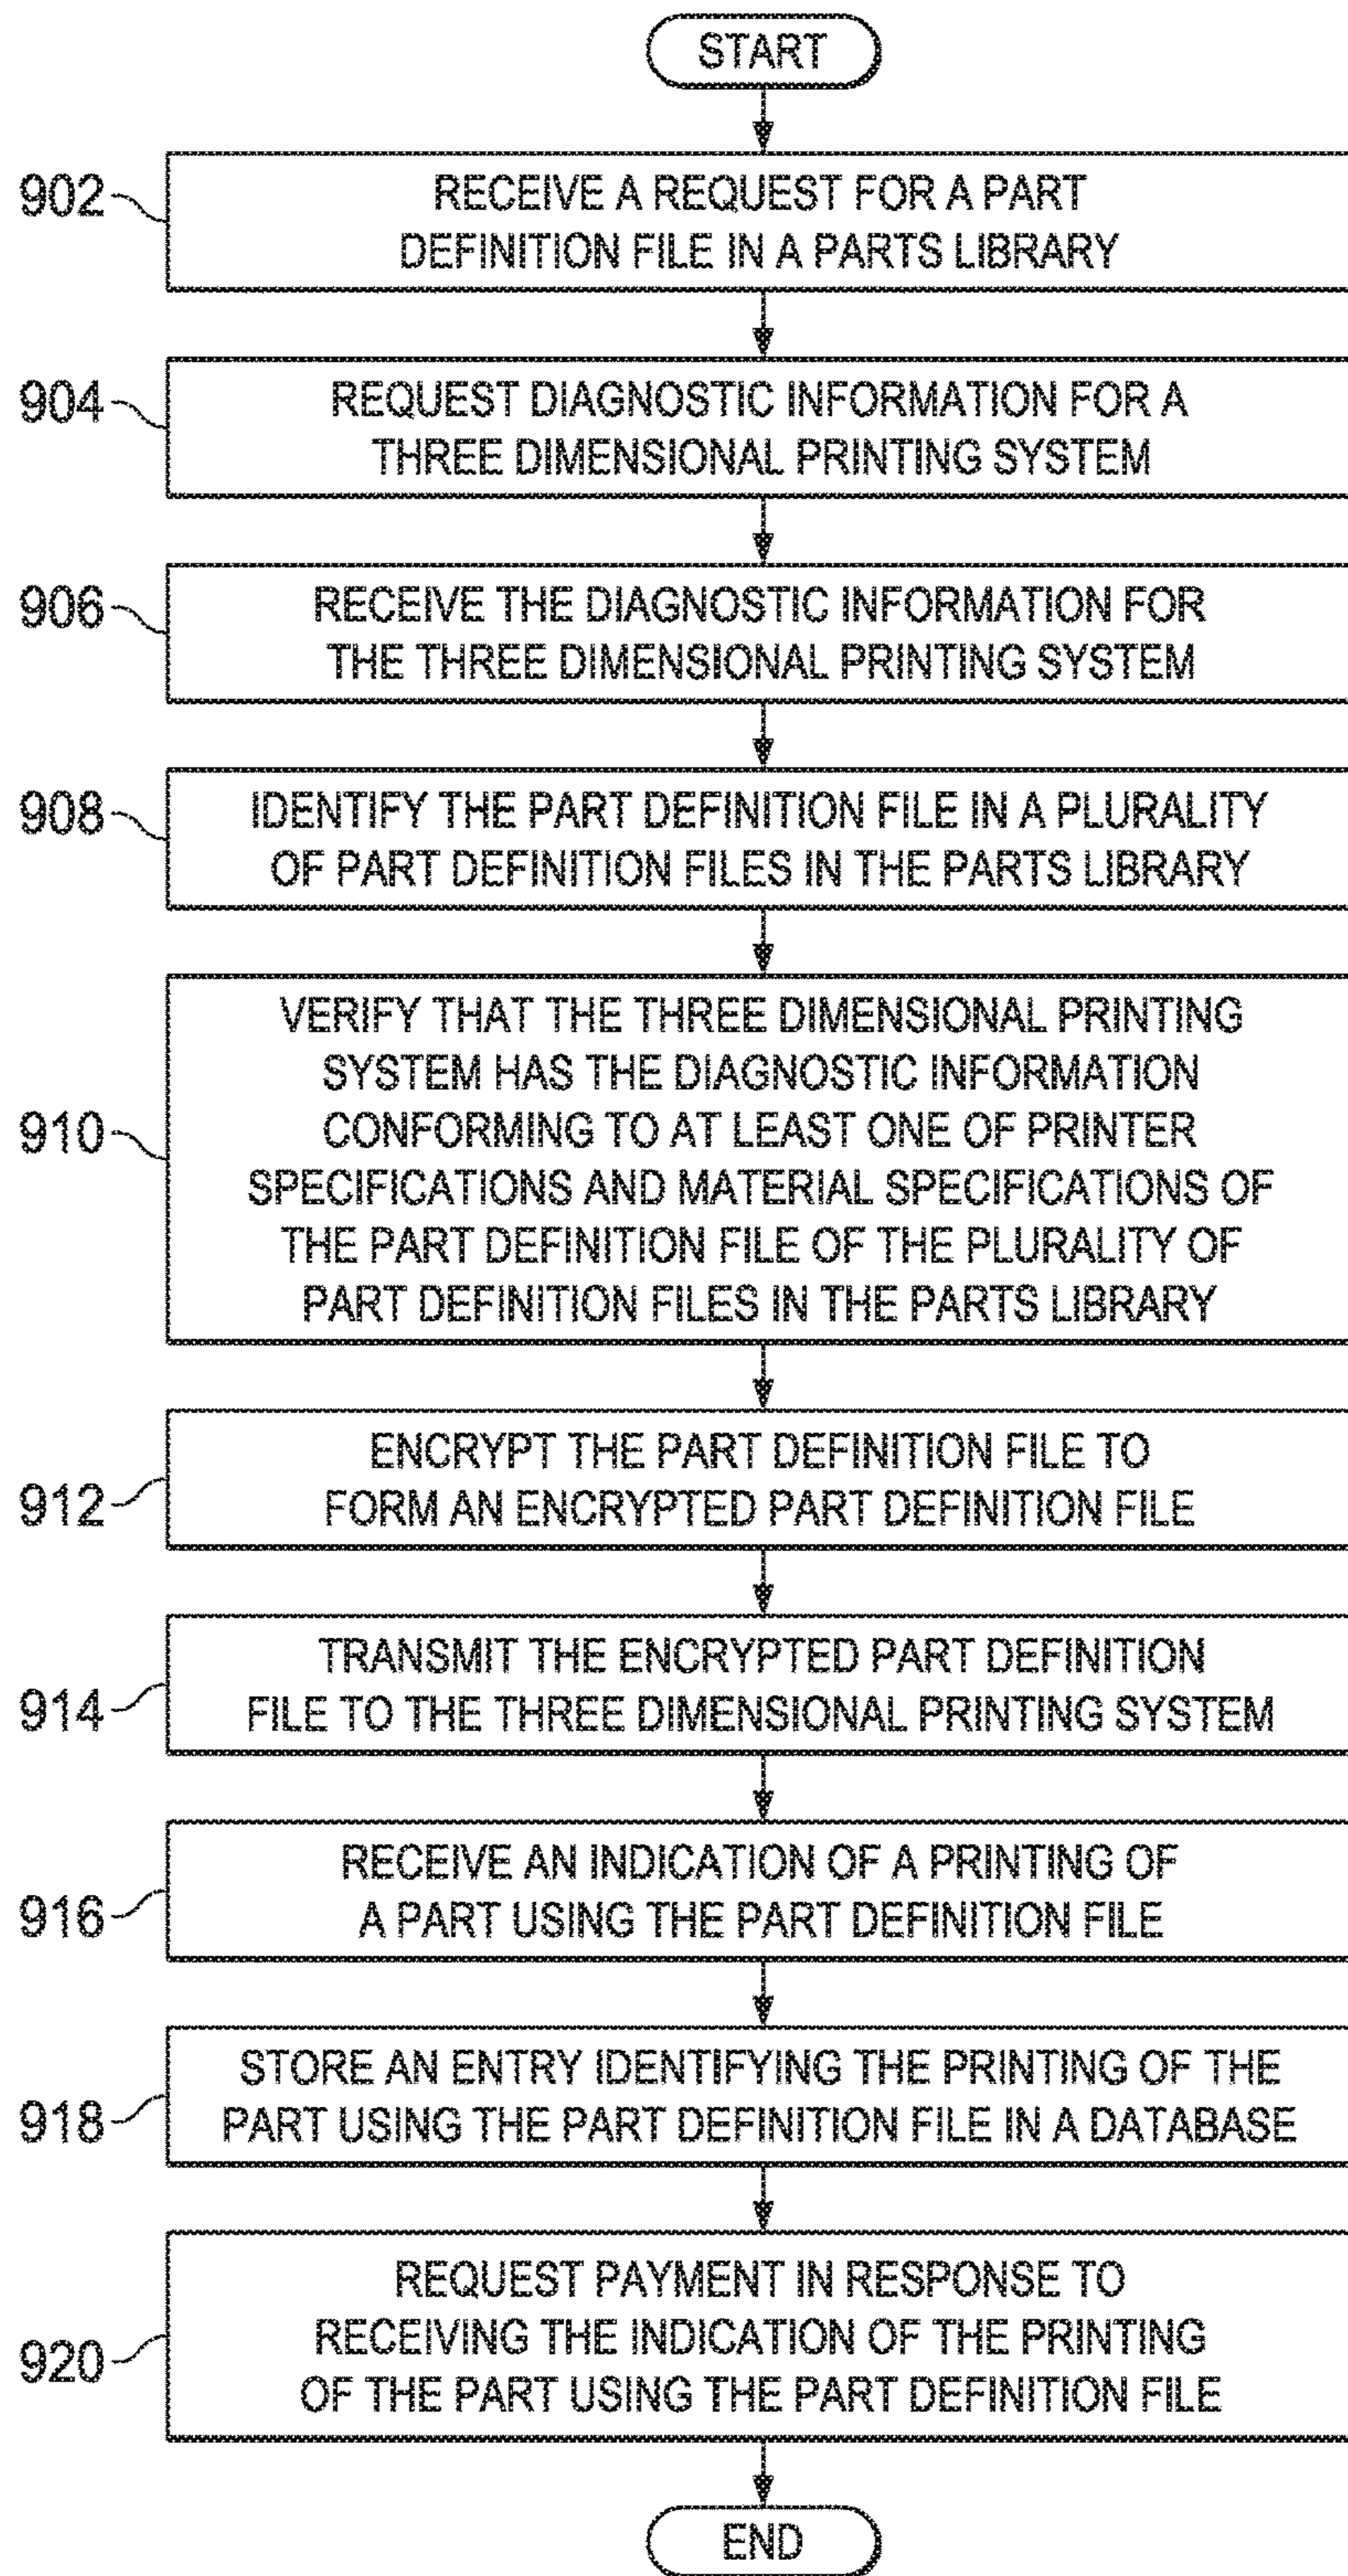 START
902
RECEIVE A REQUEST FOR A PART
DEFINITION FILE IN A PARTS LIBRARY
904
REQUEST DIAGNOSTIC INFORMATION FOR A
THREE DIMENSIONAL PRINTING SYSTEM
906
RECEIVE THE DIAGNOSTIC INFORMATION FOR
THE THREE DIMENSIONAL PRINTING SYSTEM
908
IDENTIFY THE PART DEFINITION FILE IN A PLURALITY
OF PART DEFINITION FILES IN THE PARTS LIBRARY
910
VERIFY THAT THE THREE DIMENSIONAL PRINTING
SYSTEM HAS THE DIAGNOSTIC INFORMATION
CONFORMING TO AT LEAST ONE OF PRINTER
SPECIFICATIONS AND MATERIAL SPECIFICATIONS OF
THE PART DEFINITION FILE OF THE PLURALITY OF
PART DEFINITION FILES IN THE PARTS LIBRARY
912
ENCRYPT THE PART DEFINITION FILE TO
FORM AN ENCRYPTED PART DEFINITION FILE
914
TRANSMIT THE ENCRYPTED PART DEFINITION
FILE TO THE THREE DIMENSIONAL PRINTING SYSTEM
916
RECEIVE AN INDICATION OF A PRINTING OF
A PART USING THE PART DEFINITION FILE
918
STORE AN ENTRY IDENTIFYING THE PRINTING OF THE
PART USING THE PART DEFINITION FILE IN A DATABASE
920
REQUEST PAYMENT IN RESPONSE TO
RECEIVING THE INDICATION OF THE PRINTING
OF THE PART USING THE PART DEFINITION FILE
END